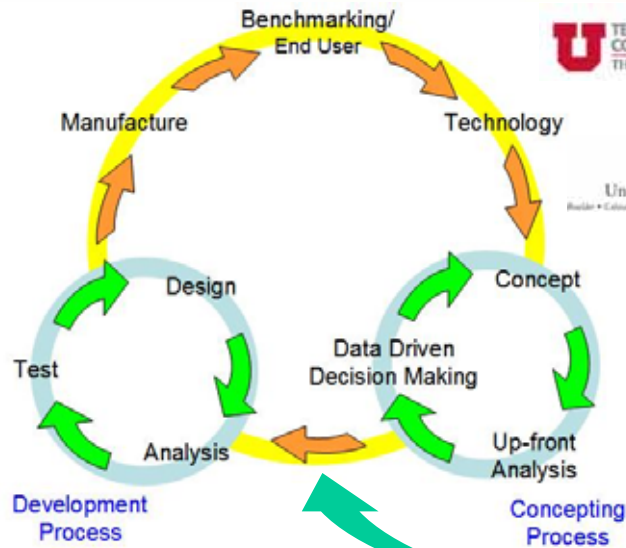 Benchmarking/
End User
Manufacture
Technology
Design
Concept
Test
Data Driven
Decision Making
Analysis
Up-front
Analysis
Development
Process
Concepting
Process
U